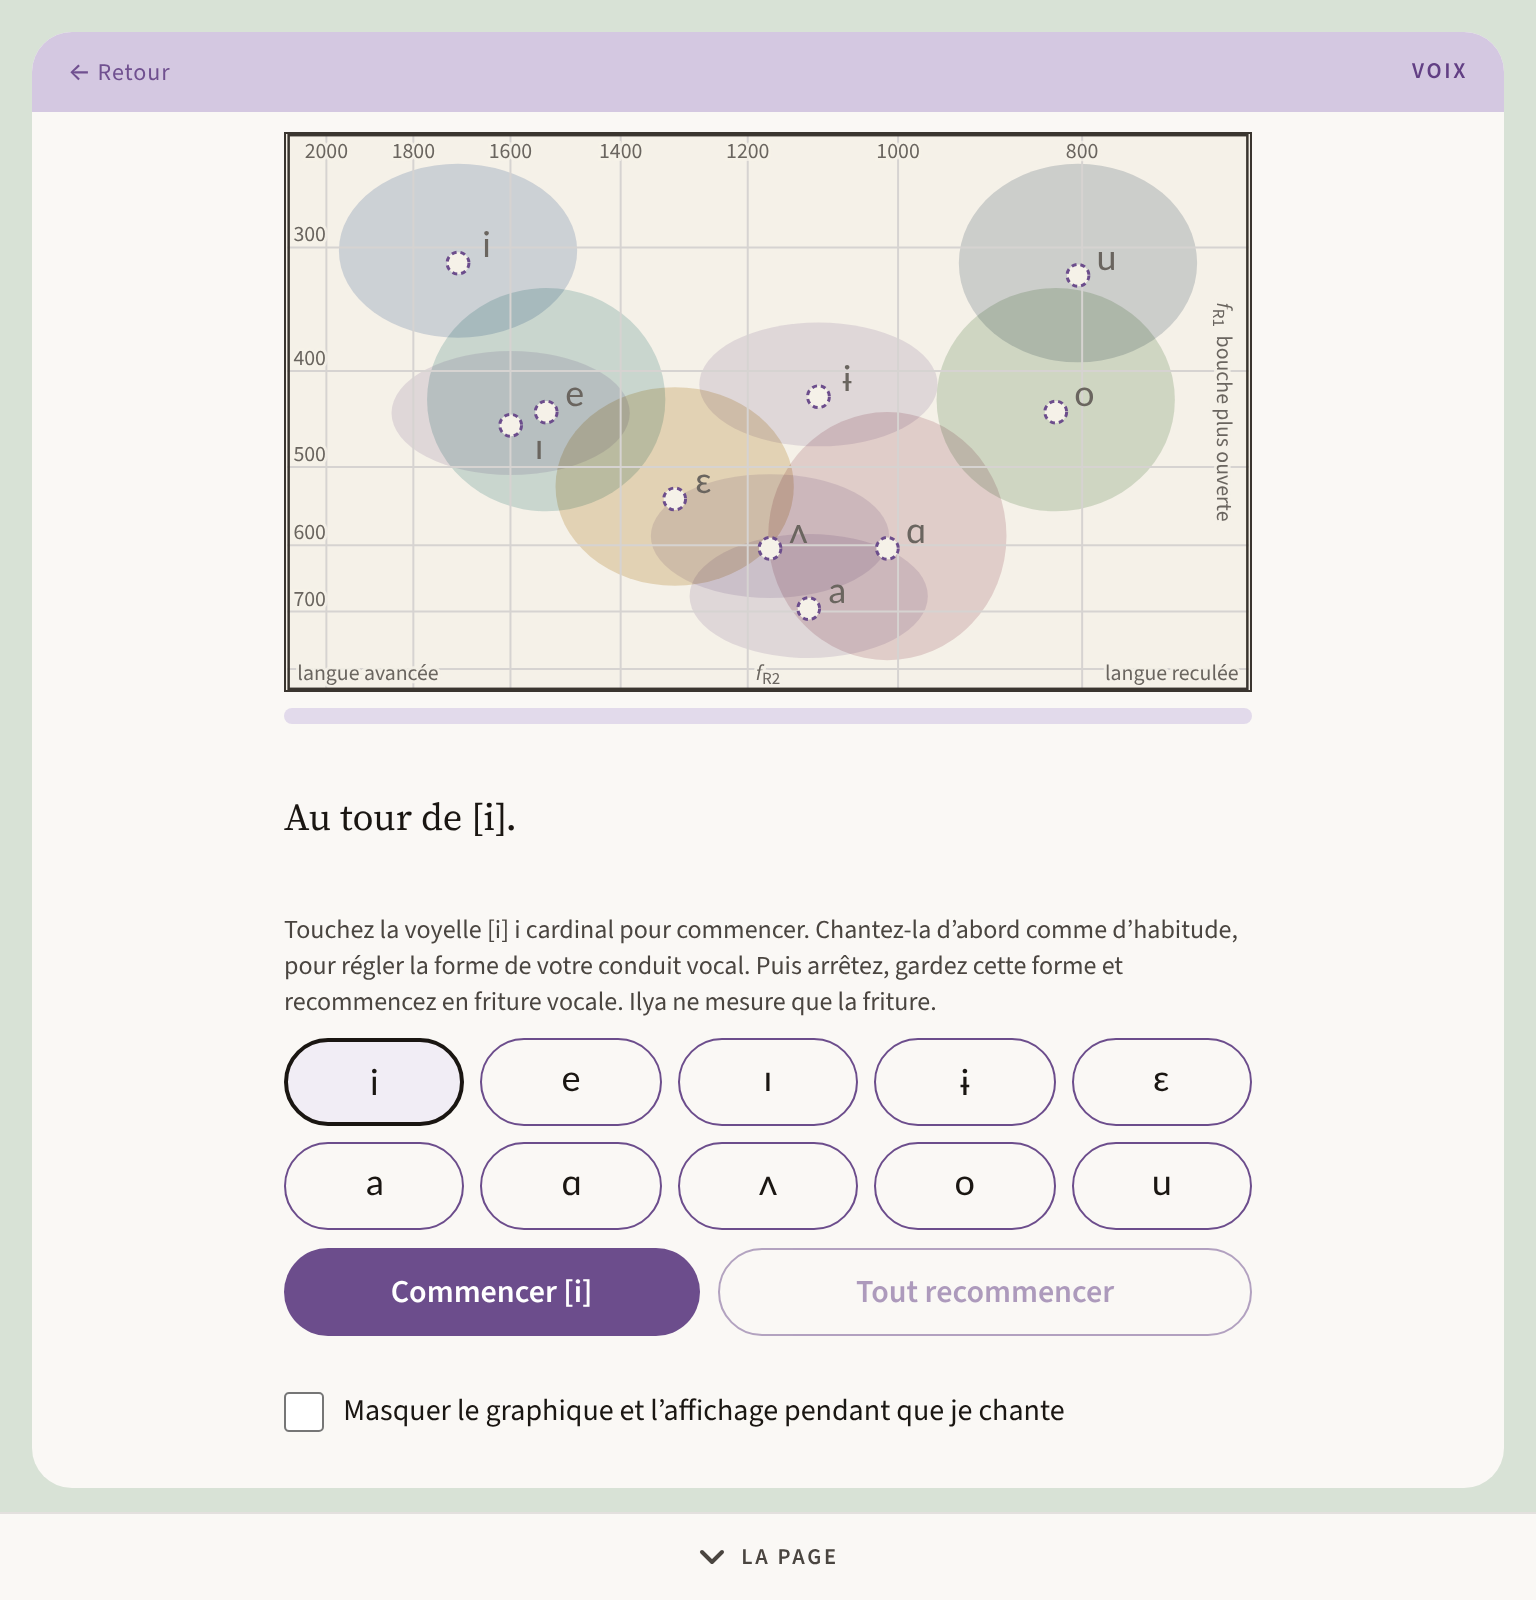 ← Retour
VOIX
2000 1800 1600 1400 1200 1000 800
300
400
500
600
700
i
u
e
ɪ
ɨ
o
ɛ
ʌ
ɑ
a
fR1 bouche plus ouverte
langue avancée
fR2
langue reculée
Au tour de [i].
Touchez la voyelle [i] i cardinal pour commencer. Chantez-la d’abord comme d’habitude,
pour régler la forme de votre conduit vocal. Puis arrêtez, gardez cette forme et
recommencez en friture vocale. Ilya ne mesure que la friture.
i e ɪ ɨ ɛ
a ɑ ʌ o u
Commencer [i]
Tout recommencer
Masquer le graphique et l’affichage pendant que je chante
LA PAGE